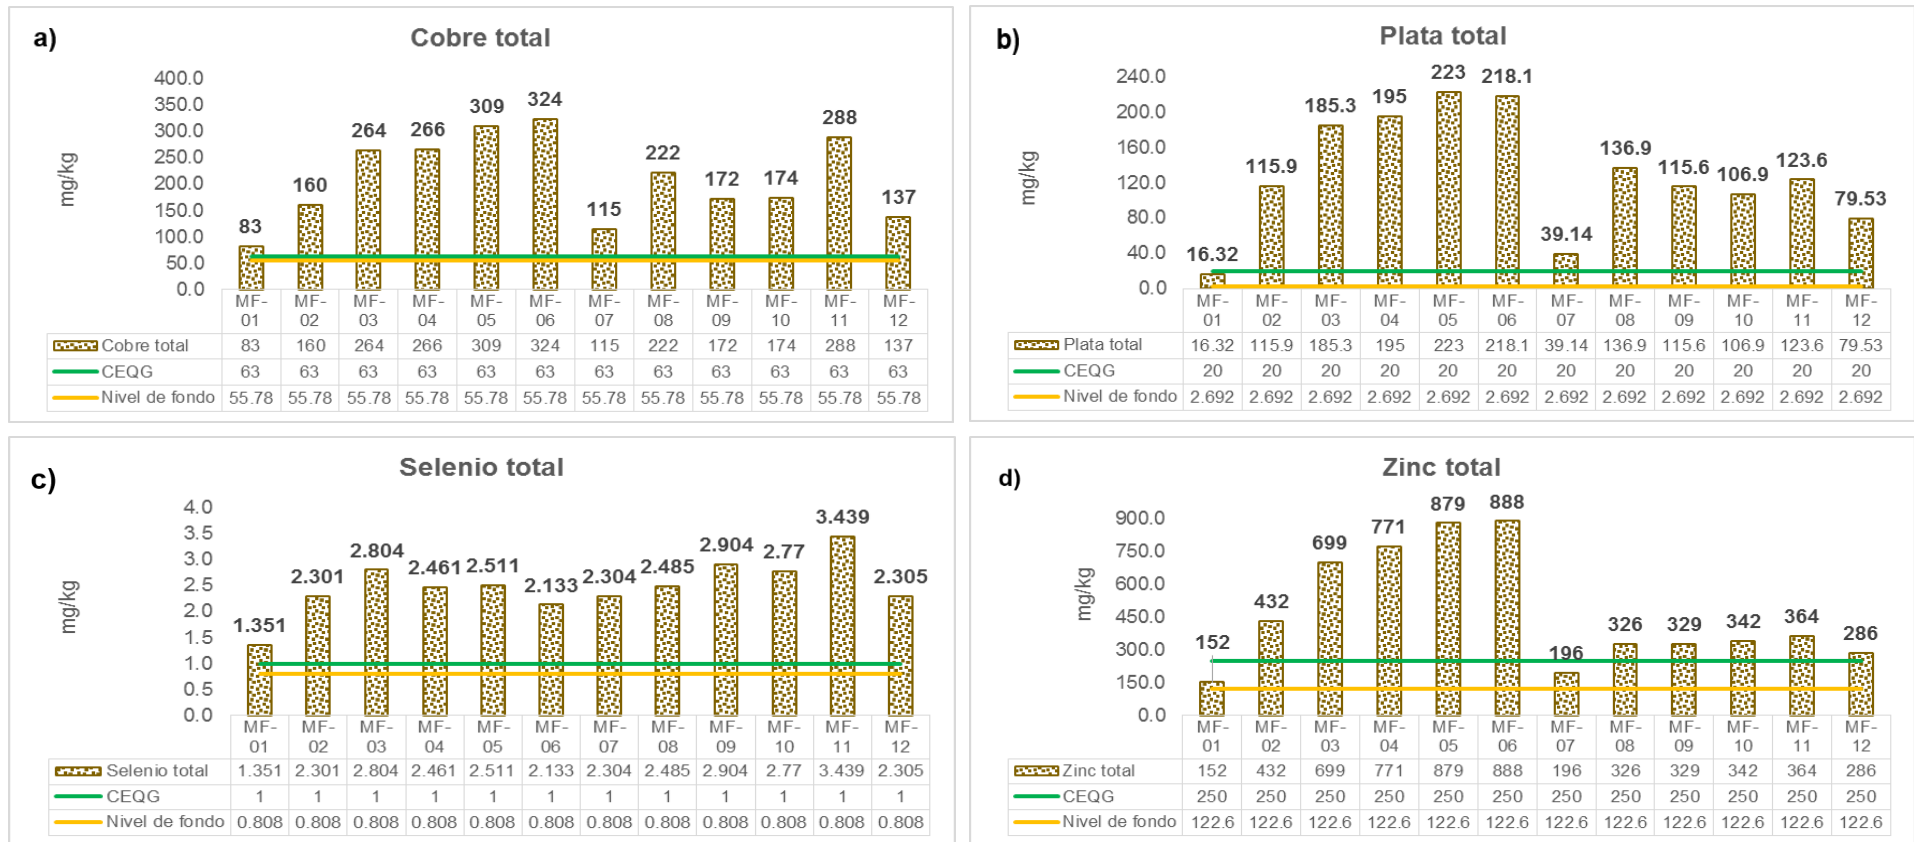 a)
Cobre total
mg/kg
400.0
350.0
300.0
250.0
200.0
150.0
100.0
50.0
0.0
83 160 264 266 309 324 115 222 172 174 288 137
MF-01 MF-02 MF-03 MF-04 MF-05 MF-06 MF-07 MF-08 MF-09 MF-10 MF-11 MF-12
Cobre total 83 160 264 266 309 324 115 222 172 174 288 137
CEQG 63 63 63 63 63 63 63 63 63 63 63 63
Nivel de fondo 55.78 55.78 55.78 55.78 55.78 55.78 55.78 55.78 55.78 55.78 55.78 55.78
b)
Plata total
mg/kg
240.0
200.0
160.0
120.0
80.0
40.0
0.0
16.32 115.9 185.3 195 223 218.1 39.14 136.9 115.6 106.9 123.6 79.53
MF-01 MF-02 MF-03 MF-04 MF-05 MF-06 MF-07 MF-08 MF-09 MF-10 MF-11 MF-12
Plata total 16.32 115.9 185.3 195 223 218.1 39.14 136.9 115.6 106.9 123.6 79.53
CEQG 20 20 20 20 20 20 20 20 20 20 20 20
Nivel de fondo 2.692 2.692 2.692 2.692 2.692 2.692 2.692 2.692 2.692 2.692 2.692 2.692
c)
Selenio total
mg/kg
4.0
3.5
3.0
2.5
2.0
1.5
1.0
0.5
0.0
1.351 2.301 2.804 2.461 2.511 2.133 2.304 2.485 2.904 2.77 3.439 2.305
MF-01 MF-02 MF-03 MF-04 MF-05 MF-06 MF-07 MF-08 MF-09 MF-10 MF-11 MF-12
Selenio total 1.351 2.301 2.804 2.461 2.511 2.133 2.304 2.485 2.904 2.77 3.439 2.305
CEQG 1 1 1 1 1 1 1 1 1 1 1 1
Nivel de fondo 0.808 0.808 0.808 0.808 0.808 0.808 0.808 0.808 0.808 0.808 0.808 0.808
d)
Zinc total
mg/kg
900.0
750.0
600.0
450.0
300.0
150.0
0.0
152 432 699 771 879 888 196 326 329 342 364 286
MF-01 MF-02 MF-03 MF-04 MF-05 MF-06 MF-07 MF-08 MF-09 MF-10 MF-11 MF-12
Zinc total 152 432 699 771 879 888 196 326 329 342 364 286
CEQG 250 250 250 250 250 250 250 250 250 250 250 250
Nivel de fondo 122.6 122.6 122.6 122.6 122.6 122.6 122.6 122.6 122.6 122.6 122.6 122.6